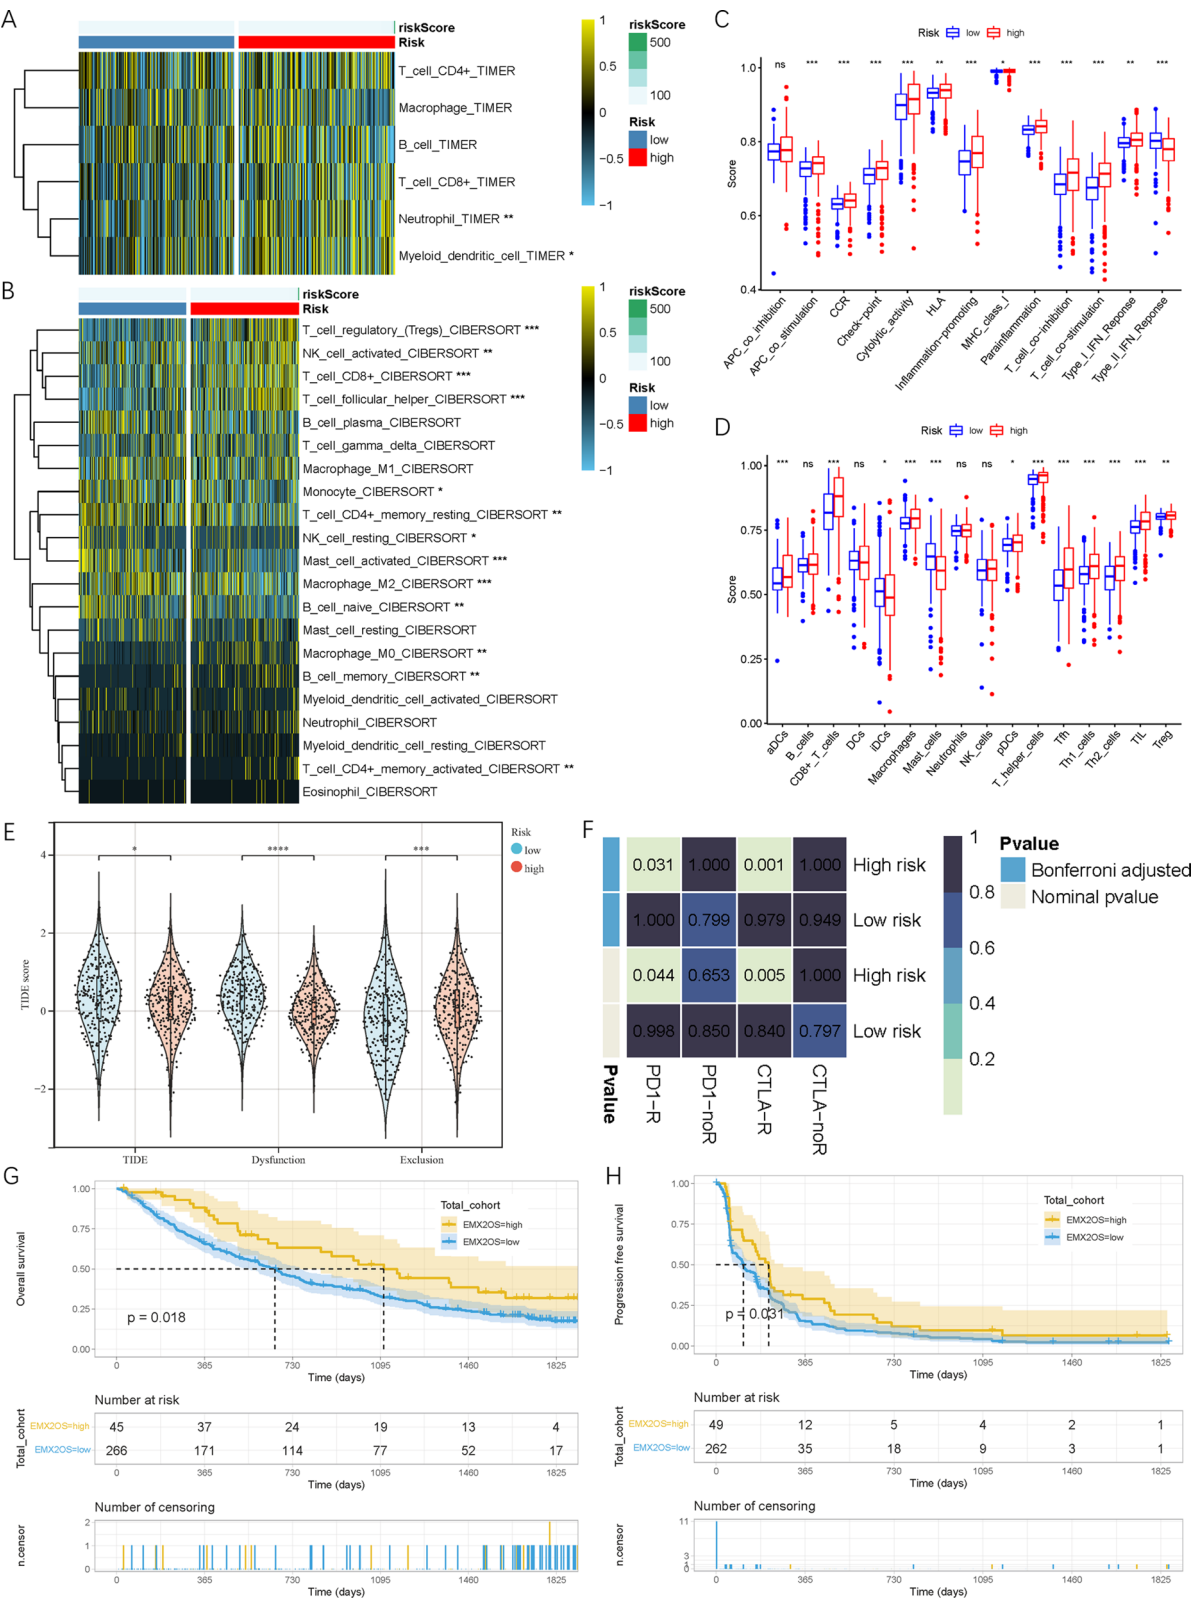 A
riskScore
Risk
T_cell_CD4+_TIMER
Macrophage_TIMER
B_cell_TIMER
T_cell_CD8+_TIMER
Neutrophil_TIMER **
Myeloid_dendritic_cell_TIMER *
1
0.5
0
−0.5
−1
riskScore
500
100
Risk
low
high
B
riskScore
Risk
T_cell_regulatory_(Tregs)_CIBERSORT ***
NK_cell_activated_CIBERSORT **
T_cell_CD8+_CIBERSORT ***
T_cell_follicular_helper_CIBERSORT ***
B_cell_plasma_CIBERSORT
T_cell_gamma_delta_CIBERSORT
Macrophage_M1_CIBERSORT
Monocyte_CIBERSORT *
T_cell_CD4+_memory_resting_CIBERSORT **
NK_cell_resting_CIBERSORT *
Mast_cell_activated_CIBERSORT ***
Macrophage_M2_CIBERSORT ***
B_cell_naive_CIBERSORT **
Mast_cell_resting_CIBERSORT
Macrophage_M0_CIBERSORT **
B_cell_memory_CIBERSORT **
Myeloid_dendritic_cell_activated_CIBERSORT
Neutrophil_CIBERSORT
Myeloid_dendritic_cell_resting_CIBERSORT
T_cell_CD4+_memory_activated_CIBERSORT **
Eosinophil_CIBERSORT
1
0.5
0
−0.5
−1
riskScore
500
100
Risk
low
high
C
Risk low high
ns *** *** *** *** ** *** * *** *** *** ** ***
Score
1.0
0.8
0.6
0.4
APC_co_inhibition
APC_co_stimulation
CCR
Check−point
Cytolytic_activity
HLA
Inflammation−promoting
MHC_class_I
Parainflammation
T_cell_co−inhibition
T_cell_co−stimulation
Type_I_IFN_Reponse
Type_II_IFN_Reponse
D
Risk low high
*** ns *** ns * *** *** ns ns * *** *** *** *** *** **
Score
1.00
0.75
0.50
0.25
0.00
aDCs
B_cells
CD8+_T_cells
DCs
iDCs
Macrophages
Mast_cells
Neutrophils
NK_cells
pDCs
T_helper_cells
Tfh
Th1_cells
Th2_cells
TIL
Treg
E
TIDE score
4
2
0
−2
* **** ***
TIDE Dysfunction Exclusion
Risk
low
high
F
0.031 1.000 0.001 1.000 High risk
1.000 0.799 0.979 0.949 Low risk
0.044 0.653 0.005 1.000 High risk
0.998 0.850 0.840 0.797 Low risk
Pvalue
PD1−R
PD1−noR
CTLA−R
CTLA−noR
1
0.8
0.6
0.4
0.2
Pvalue
Bonferroni adjusted
Nominal pvalue
G
Overall survival
1.00
0.75
0.50
0.25
0.00
Total_cohort
EMX2OS=high
EMX2OS=low
p = 0.018
0 365 730 1095 1460 1825
Time (days)
Number at risk
Total_cohort
EMX2OS=high 45 37 24 19 13 4
EMX2OS=low 266 171 114 77 52 17
0 365 730 1095 1460 1825
Time (days)
Number of censoring
n.censor
2
1
0
0 365 730 1095 1460 1825
Time (days)
H
Progression free survival
1.00
0.75
0.50
0.25
0.00
Total_cohort
EMX2OS=high
EMX2OS=low
p = 0.031
0 365 730 1095 1460 1825
Time (days)
Number at risk
Total_cohort
EMX2OS=high 49 12 5 4 2 1
EMX2OS=low 262 35 18 9 3 1
0 365 730 1095 1460 1825
Time (days)
Number of censoring
n.censor
11
3
1
0
0 365 730 1095 1460 1825
Time (days)